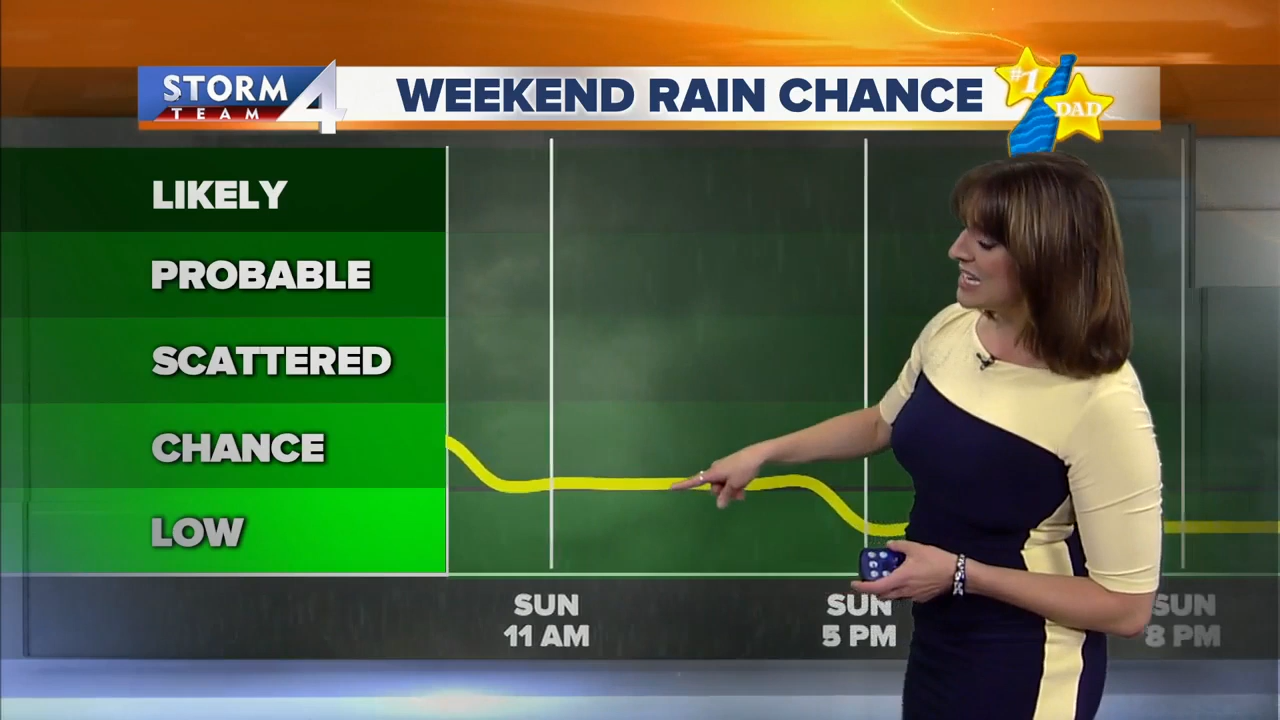 STORM
TEAM 4
WEEKEND RAIN CHANCE
#1
DAD
LIKELY
PROBABLE
SCATTERED
CHANCE
LOW
SUN
11 AM
SUN
5 PM
SUN
8 PM